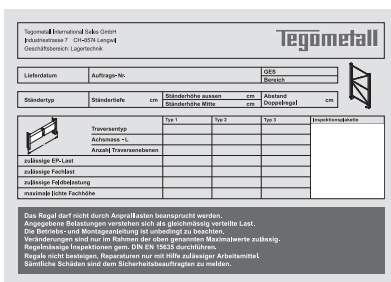 Tegometall International Sales GmbH
Industriestrasse 7 CH-8574 Lengwil
Geschäftsbereich: Lagertechnik
Tegometall
Lieferdatum Auftrags-Nr. GES
Bereich
Ständertyp Ständertiefe cm Ständerhöhe aussen cm Abstand cm
Ständerhöhe Mitte cm Doppelregal
Typ 1 Typ 2 Typ 3 Inspektionsplakette
Traversentyp
Achsmass - L
Anzahl Traversenebenen
zulässige EP-Last
zulässige Fachlast
zulässige Feldbelastung
maximale lichte Fachhöhe
Das Regal darf nicht durch Anpralllasten beansprucht werden.
Angegebene Belastungen verstehen sich als gleichmässig verteilte Last.
Die Betriebs- und Montageanleitung ist unbedingt zu beachten.
Veränderungen sind nur im Rahmen der oben genannten Maximalwerte zulässig.
Regelmässige Inspektionen gem. DIN EN 15635 durchführen.
Regale nicht besteigen, Reparaturen nur mit Hilfe zulässiger Arbeitsmittel.
Sämtliche Schäden sind dem Sicherheitsbeauftragten zu melden.